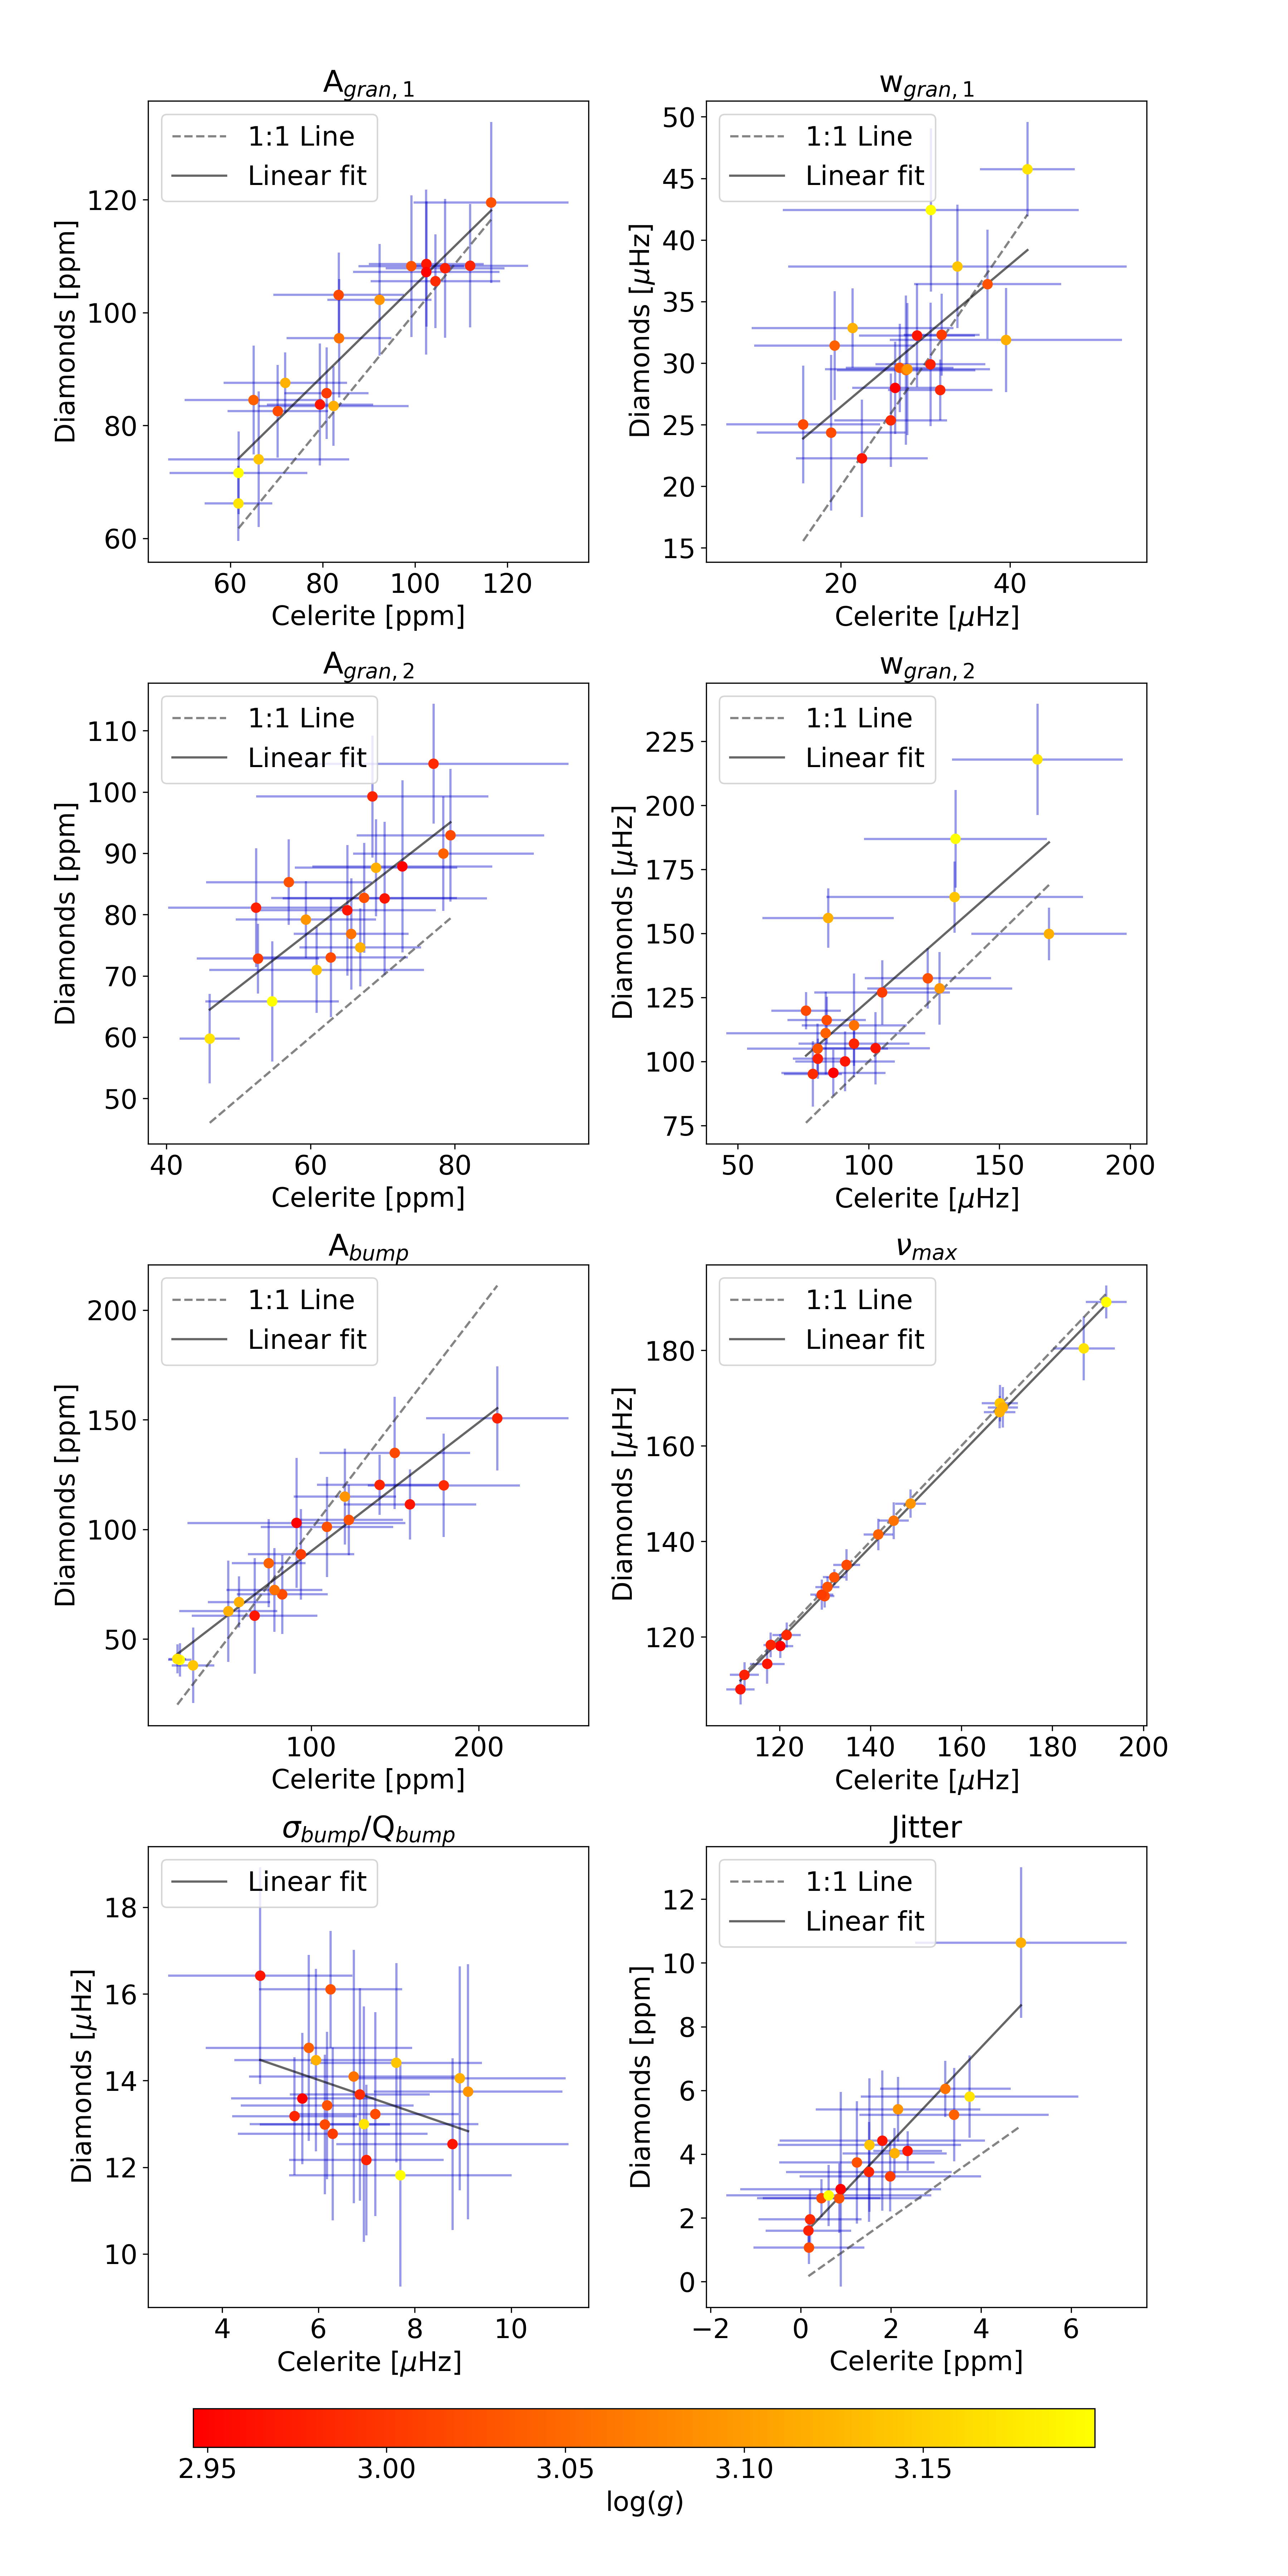 A_{gran, 1}
1:1 Line
Linear fit
120
100
80
60
Diamonds [ppm]
60 80 100 120
Celerite [ppm]
w_{gran, 1}
1:1 Line
Linear fit
50
45
40
35
30
25
20
15
Diamonds [μHz]
20 40
Celerite [μHz]
A_{gran, 2}
1:1 Line
Linear fit
110
100
90
80
70
60
50
Diamonds [ppm]
40 60 80
Celerite [ppm]
w_{gran, 2}
1:1 Line
Linear fit
225
200
175
150
125
100
75
Diamonds [μHz]
50 100 150 200
Celerite [μHz]
A_{bump}
1:1 Line
Linear fit
200
150
100
50
Diamonds [ppm]
100 200
Celerite [ppm]
ν_{max}
1:1 Line
Linear fit
180
160
140
120
Diamonds [μHz]
120 140 160 180 200
Celerite [μHz]
σ_{bump}/Q_{bump}
Linear fit
18
16
14
12
10
Diamonds [μHz]
4 6 8 10
Celerite [μHz]
Jitter
1:1 Line
Linear fit
12
10
8
6
4
2
0
Diamonds [ppm]
−2 0 2 4 6
Celerite [ppm]
2.95 3.00 3.05 3.10 3.15
log(g)